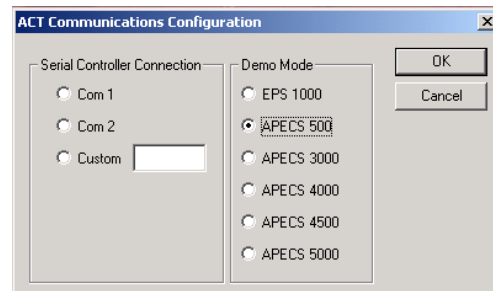 ACT Communications Configuration
Serial Controller Connection
Com 1
Com 2
Custom
Demo Mode
EPS 1000
APECS 500
APECS 3000
APECS 4000
APECS 4500
APECS 5000
OK
Cancel